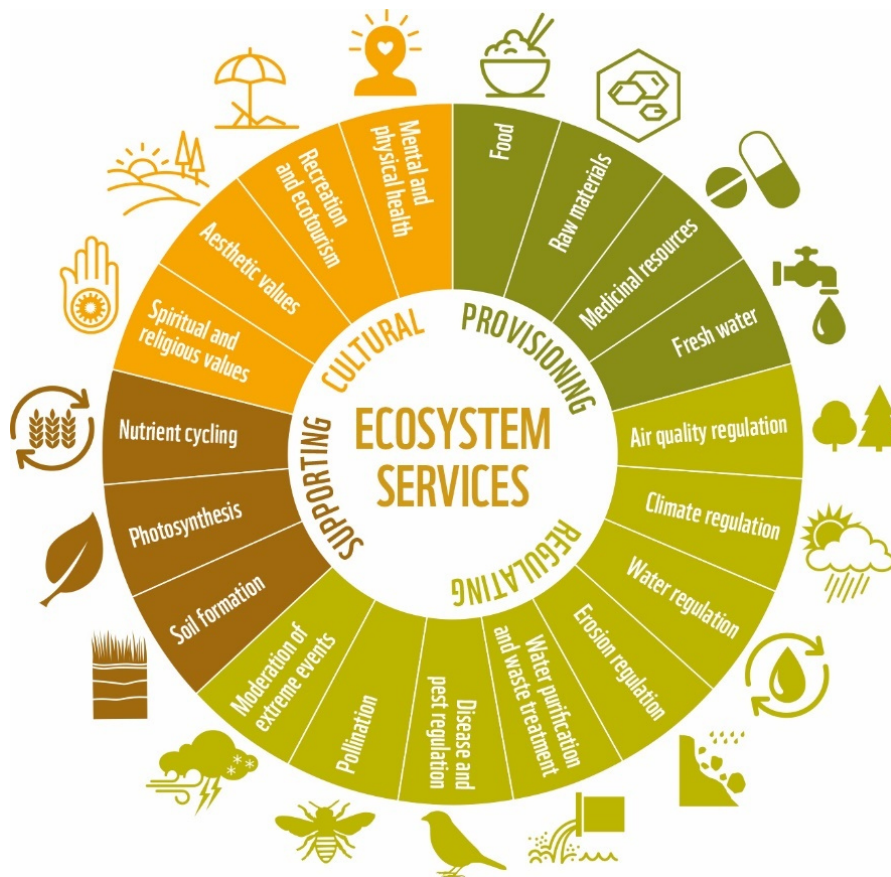 ECOSYSTEM
SERVICES
PROVISIONING
Food
Raw materials
Medicinal resources
Fresh water
REGULATING
Air quality regulation
Climate regulation
Water regulation
Erosion regulation
Water purification
and waste treatment
Disease and
pest regulation
Pollination
Moderation of
extreme events
SUPPORTING
Soil formation
Photosynthesis
Nutrient cycling
CULTURAL
Spiritual and
religious values
Aesthetic values
Recreation
and ecotourism
Mental and
physical health